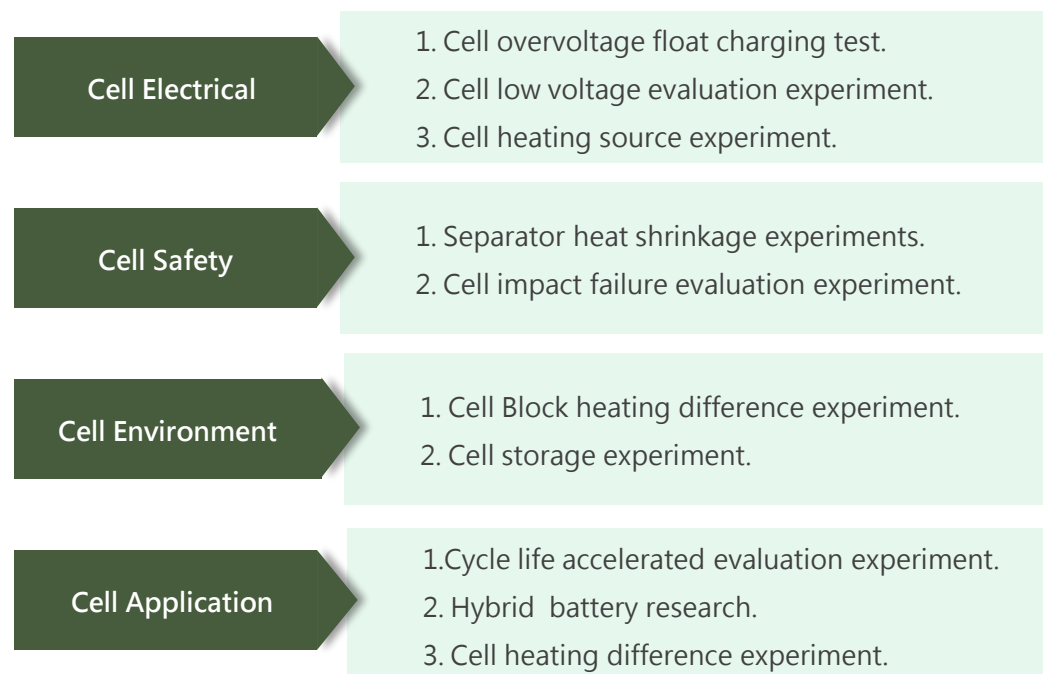 Cell Electrical
1. Cell overvoltage float charging test.
2. Cell low voltage evaluation experiment.
3. Cell heating source experiment.
Cell Safety
1. Separator heat shrinkage experiments.
2. Cell impact failure evaluation experiment.
Cell Environment
1. Cell Block heating difference experiment.
2. Cell storage experiment.
Cell Application
1.Cycle life accelerated evaluation experiment.
2. Hybrid  battery research.
3. Cell heating difference experiment.